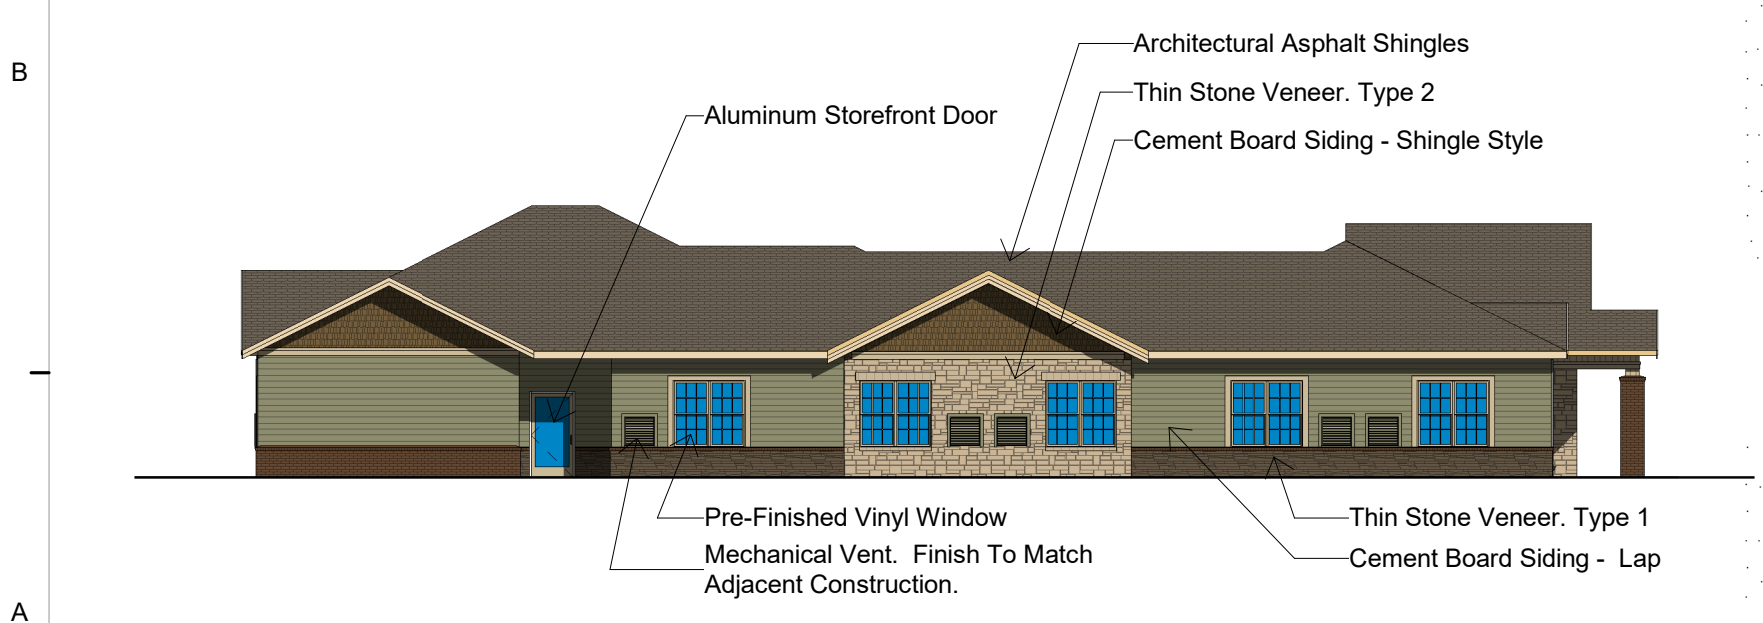 Architectural Asphalt Shingles
B
Thin Stone Veneer. Type 2
Aluminum Storefront Door
Cement Board Siding - Shingle Style
Pre-Finished Vinyl Window
Thin Stone Veneer. Type 1
Mechanical Vent.  Finish To Match
Adjacent Construction.
Cement Board Siding -  Lap
A